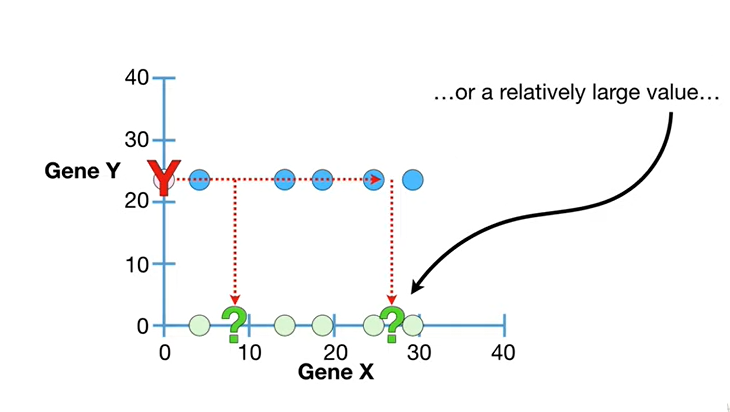 40
…or a relatively large value…
30
Gene Y
Y
20
10
0
? ?
0 10 20 30 40
Gene X